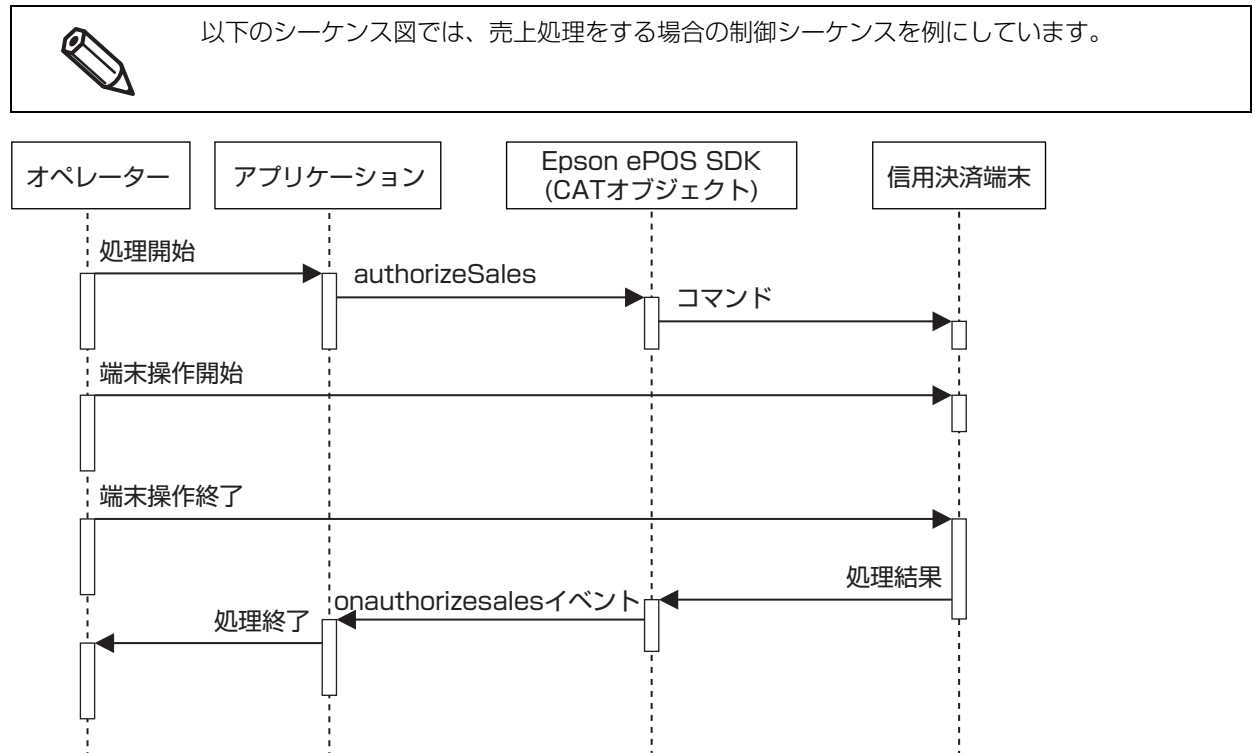 以下のシーケンス図では、売上処理をする場合の制御シーケンスを例にしています。
オペレーター
アプリケーション
Epson ePOS SDK
(CATオブジェクト)
信用決済端末
処理開始
authorizeSales
コマンド
端末操作開始
端末操作終了
処理結果
onauthorizesalesイベント
処理終了